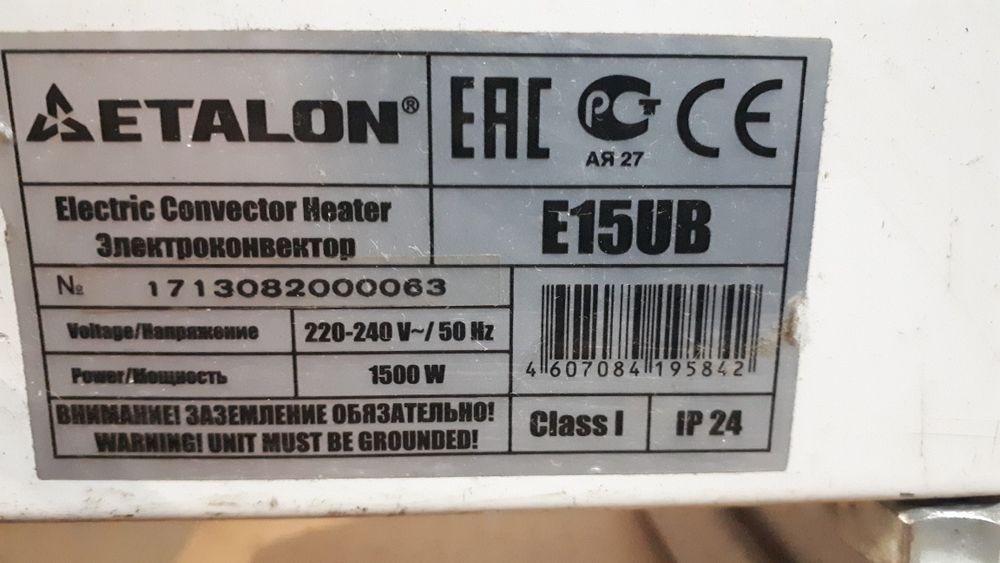 ETALON®
EAC PCT CE
АЯ 27
Electric Convector Heater
Электроконвектор
E15UB
№ 1713082000063
Voltage/Напряжение 220-240 V~/ 50 Hz
Power/Мощность 1500 W
4 607084 195842
ВНИМАНИЕ! ЗАЗЕМЛЕНИЕ ОБЯЗАТЕЛЬНО!
WARNING! UNIT MUST BE GROUNDED!
Class I IP 24